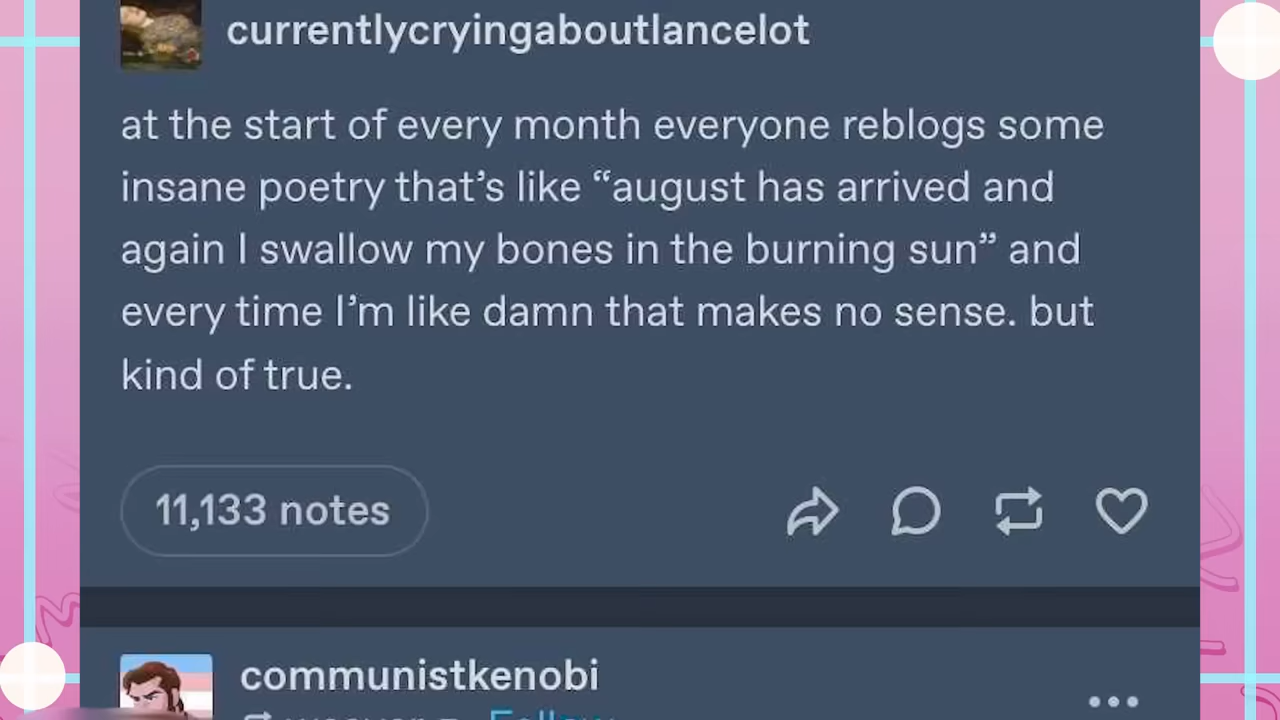 currentlycryingaboutlancelot
at the start of every month everyone reblogs some
insane poetry that’s like “august has arrived and
again I swallow my bones in the burning sun” and
every time I’m like damn that makes no sense. but
kind of true.
11,133 notes
communistkenobi
Follow